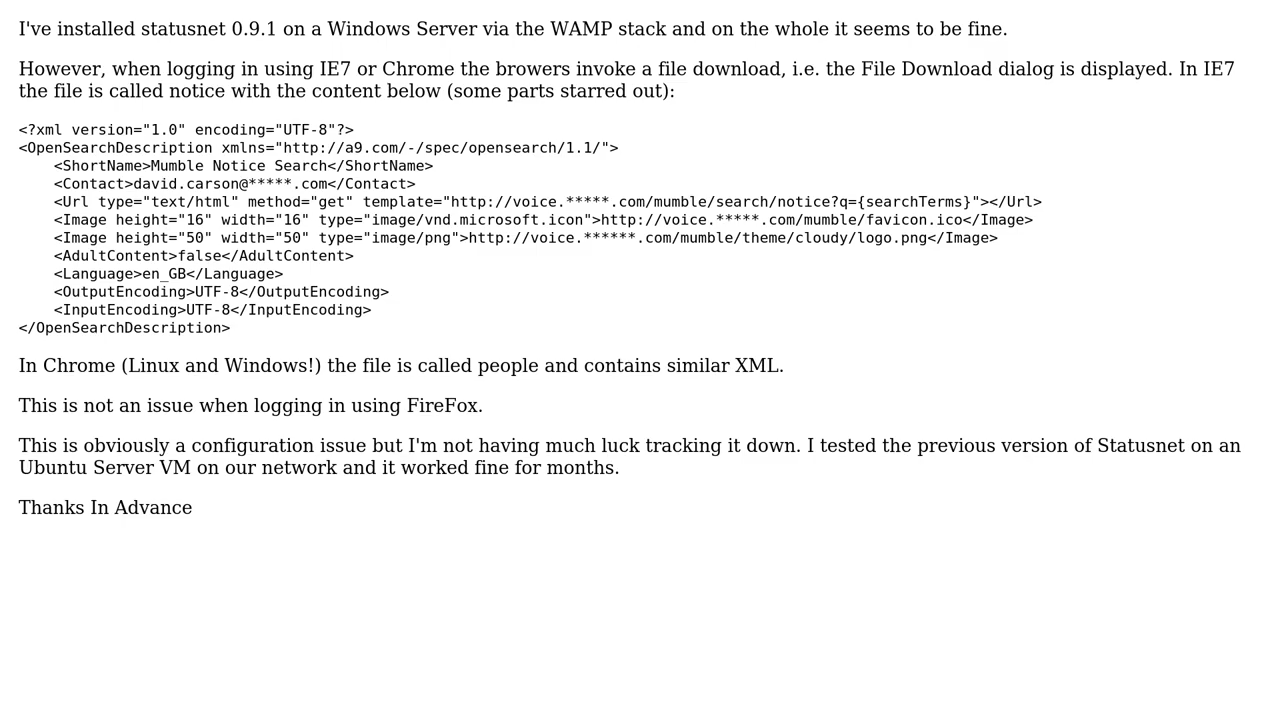 I've installed statusnet 0.9.1 on a Windows Server via the WAMP stack and on the whole it seems to be fine.
However, when logging in using IE7 or Chrome the browers invoke a file download, i.e. the File Download dialog is displayed. In IE7
the file is called notice with the content below (some parts starred out):
<?xml version="1.0" encoding="UTF-8"?>
<OpenSearchDescription xmlns="http://a9.com/-/spec/opensearch/1.1/">
    <ShortName>Mumble Notice Search</ShortName>
    <Contact>david.carson@*****.com</Contact>
    <Url type="text/html" method="get" template="http://voice.*****.com/mumble/search/notice?q={searchTerms}"></Url>
    <Image height="16" width="16" type="image/vnd.microsoft.icon">http://voice.*****.com/mumble/favicon.ico</Image>
    <Image height="50" width="50" type="image/png">http://voice.******.com/mumble/theme/cloudy/logo.png</Image>
    <AdultContent>false</AdultContent>
    <Language>en_GB</Language>
    <OutputEncoding>UTF-8</OutputEncoding>
    <InputEncoding>UTF-8</InputEncoding>
</OpenSearchDescription>
In Chrome (Linux and Windows!) the file is called people and contains similar XML.
This is not an issue when logging in using FireFox.
This is obviously a configuration issue but I'm not having much luck tracking it down. I tested the previous version of Statusnet on an
Ubuntu Server VM on our network and it worked fine for months.
Thanks In Advance